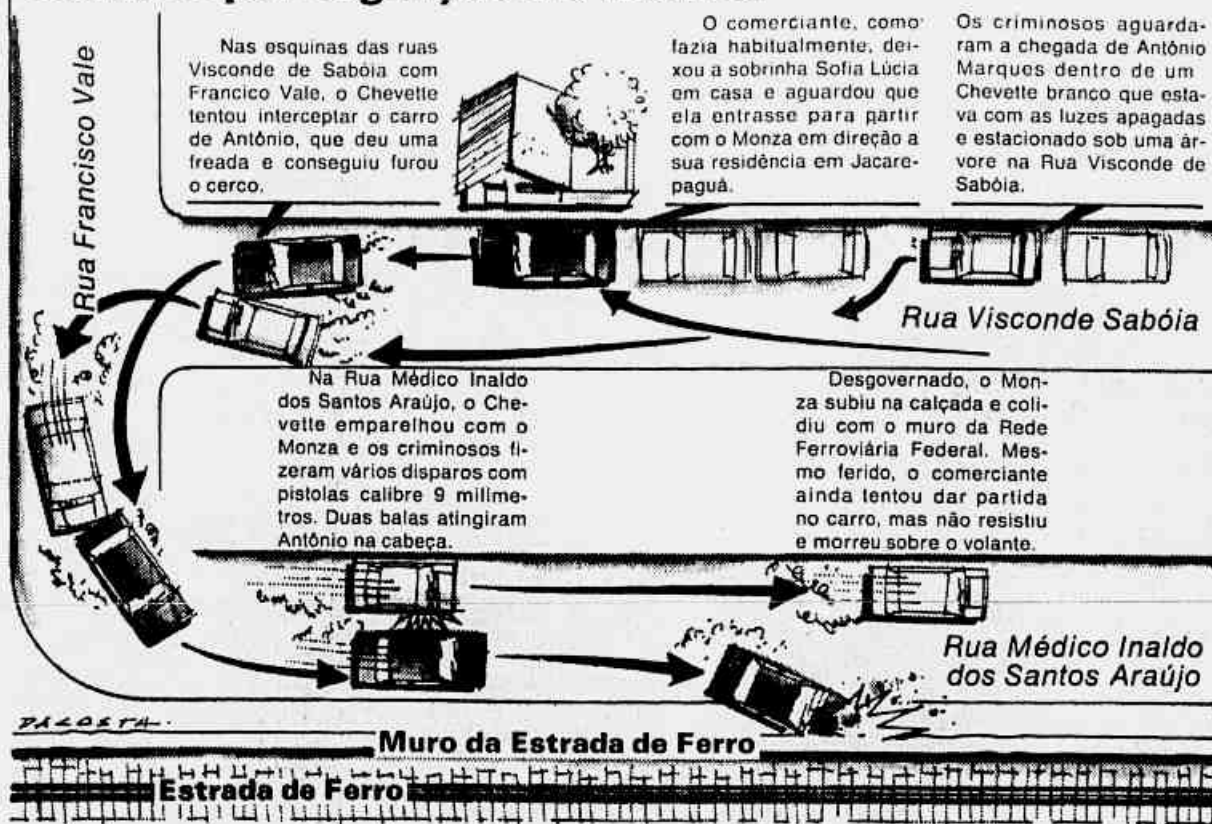 Nas esquinas das ruas
Visconde de Sabóia com
Francico Vale, o Chevette
tentou interceptar o carro
de Antônio, que deu uma
freada e conseguiu furou
o cerco.
O comerciante, como
fazia habitualmente, dei-
xou a sobrinha Sofia Lúcia
em casa e aguardou que
ela entrasse para partir
com o Monza em direção a
sua residência em Jacare-
paguá.
Os criminosos aguarda-
ram a chegada de Antônio
Marques dentro de um
Chevette branco que esta-
va com as luzes apagadas
e estacionado sob uma ár-
vore na Rua Visconde de
Sabóia.
Rua Francisco Vale
Rua Visconde Sabóia
Na Rua Médico Inaldo
dos Santos Araújo, o Che-
vette emparelhou com o
Monza e os criminosos fi-
zeram vários disparos com
pistolas calibre 9 milíme-
tros. Duas balas atingiram
Antônio na cabeça.
Desgovernado, o Mon-
za subiu na calçada e coli-
diu com o muro da Rede
Ferroviária Federal. Mes-
mo ferido, o comerciante
ainda tentou dar partida
no carro, mas não resistiu
e morreu sobre o volante.
Rua Médico Inaldo
dos Santos Araújo
DACOSTA.
Muro da Estrada de Ferro
Estrada de Ferro